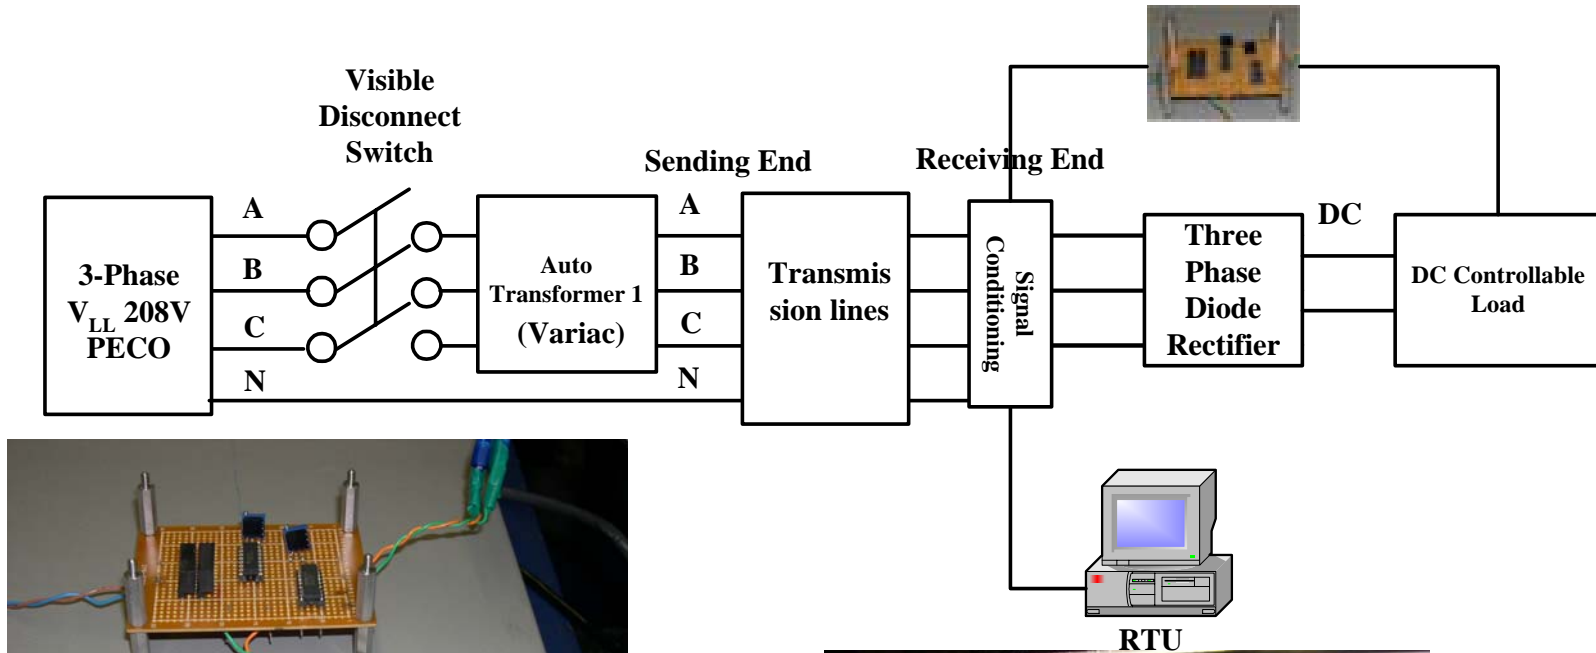 Visible
Disconnect
Switch
Sending End
Receiving End
A
B
C
N
3-Phase
VLL 208V
PECO
Auto
Transformer 1
(Variac)
A
B
C
N
Transmis
sion lines
Signal
Conditioning
Three
Phase
Diode
Rectifier
DC
DC Controllable
Load
RTU